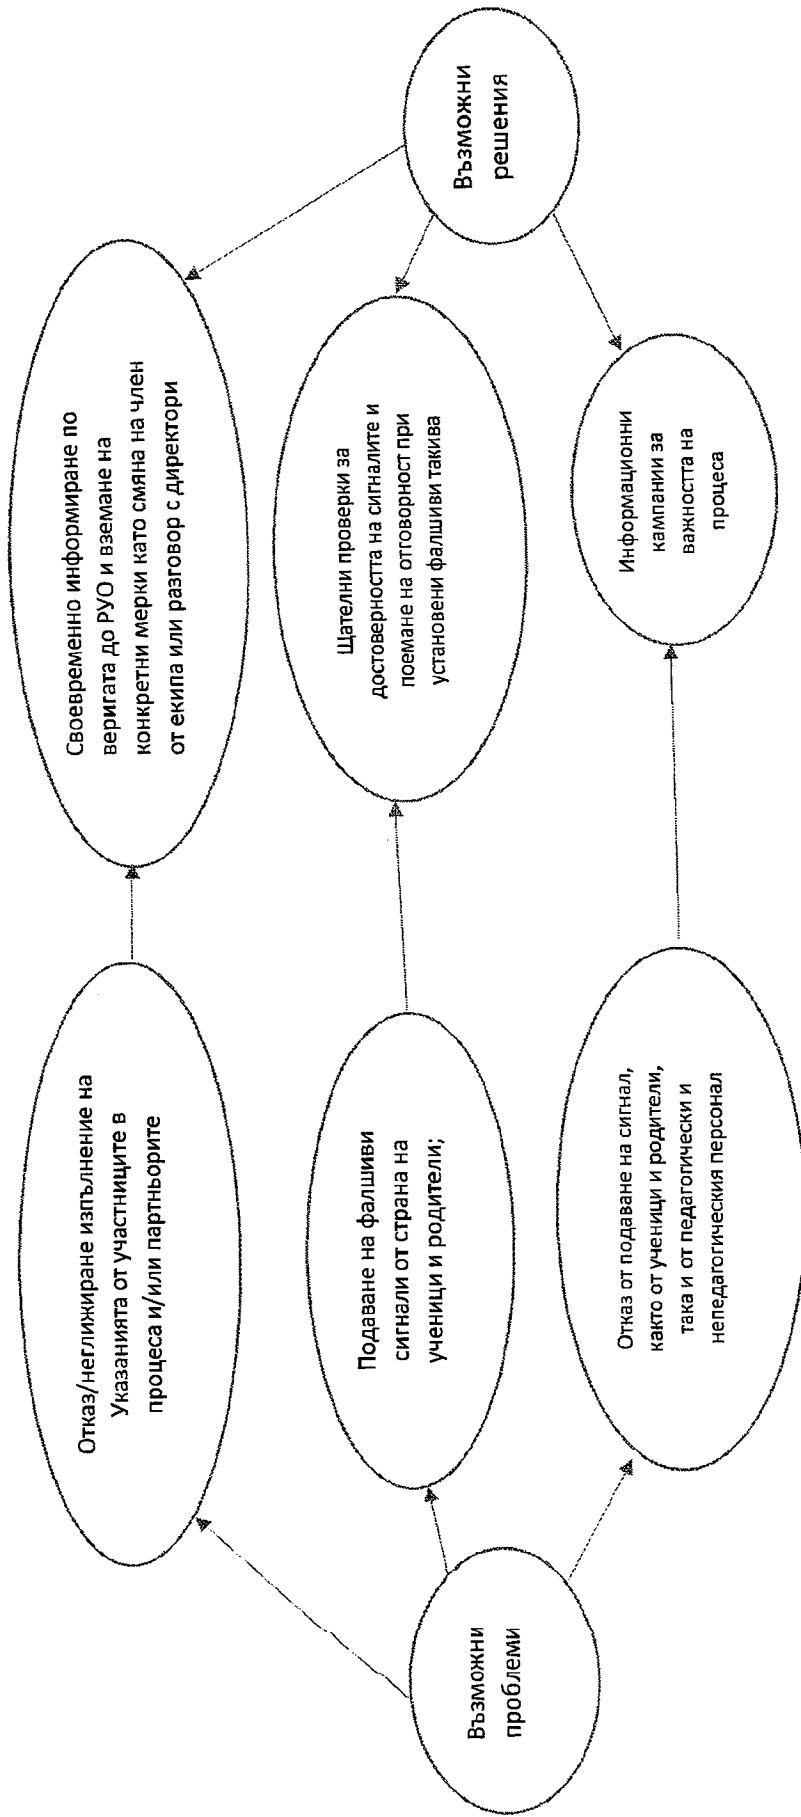 Възможни
проблеми
Отказ/неглижиране изпълнение на
Указанията от участниците в
процеса и/или партньорите
Подаване на фалшиви
сигнали от страна на
ученици и родители;
Отказ от подаване на сигнал,
както от ученици и родители,
така и от педагогически и
непедагогическия персонал
Своевременно информиране по
веригата до РУО и вземане на
конкретни мерки като смяна на член
от екипа или разговор с директори
Щателни проверки за
достоверността на сигналите и
поемане на отговорност при
установени фалшиви такива
Информационни
кампании за
важността на
процеса
Възможни
решения